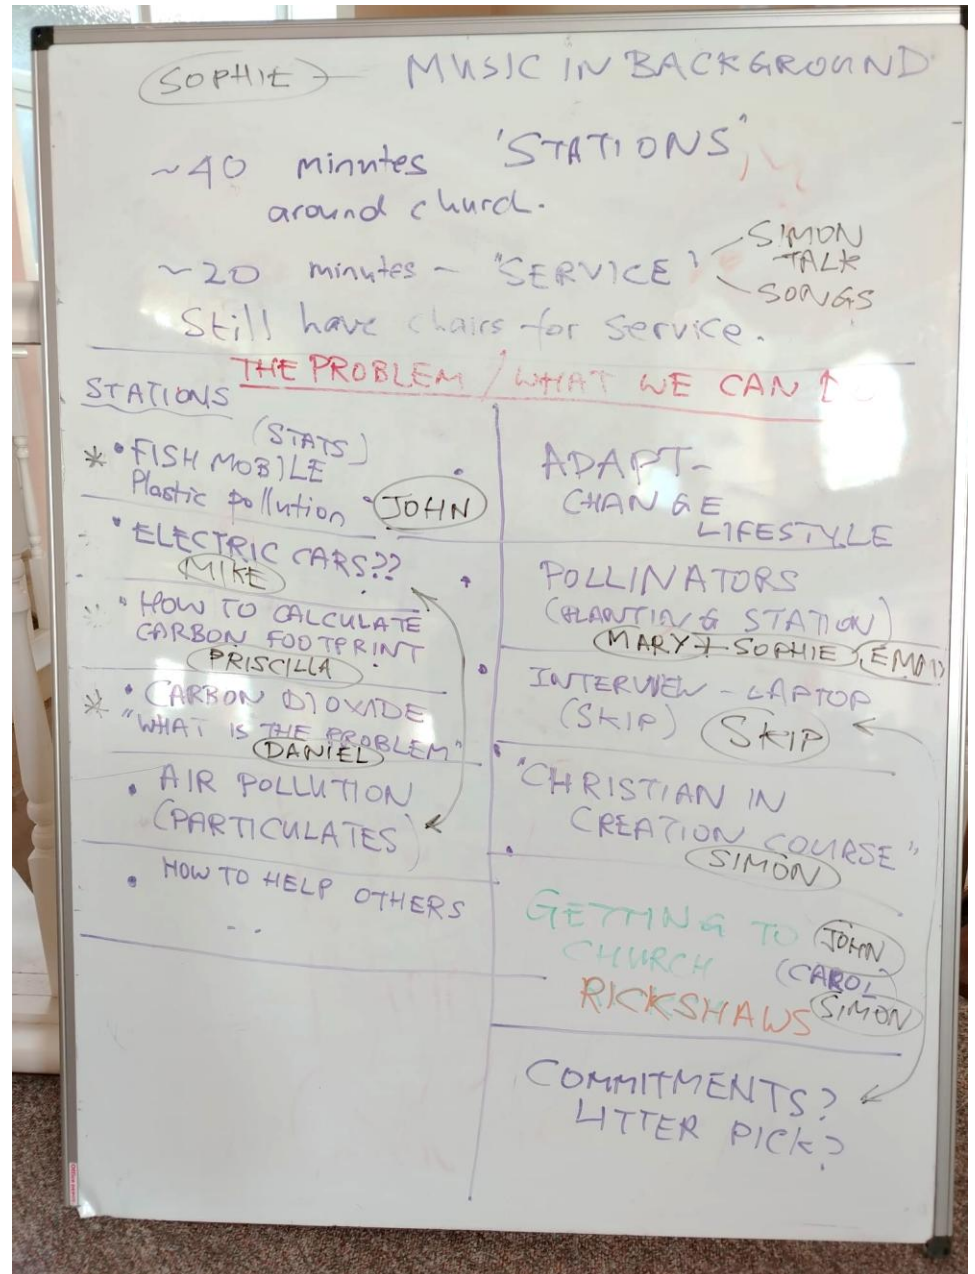 SOPHIE - MUSIC IN BACKGROUND
~40 minutes 'STATIONS',
around church.
~20 minutes - "SERVICE"
SIMON
TALK
SONGS
Still have chairs for service.
THE PROBLEM / WHAT WE CAN
STATIONS
(STATS)
* • FISH MOBILE
Plastic pollution
JOHN
• ELECTRIC CARS??
MIKE
• HOW TO CALCULATE
CARBON FOOTPRINT
PRISCILLA
* • CARBON DIOXIDE
"WHAT IS THE PROBLEM"
DANIEL
• AIR POLLUTION
(PARTICULATES)
• HOW TO HELP OTHERS
..
• ADAPT-
CHANGE
LIFESTYLE
• POLLINATORS
(PLANTING STATION)
MARY + SOPHIE
• INTERVIEW - LAPTOP
(SKIP) SKIP
• "CHRISTIAN IN
CREATION COURSE"
SIMON
• GETTING TO
CHURCH
JOHN
(CAROL
RICKSHAWS
SIMON
COMMITMENTS?
LITTER PICK?